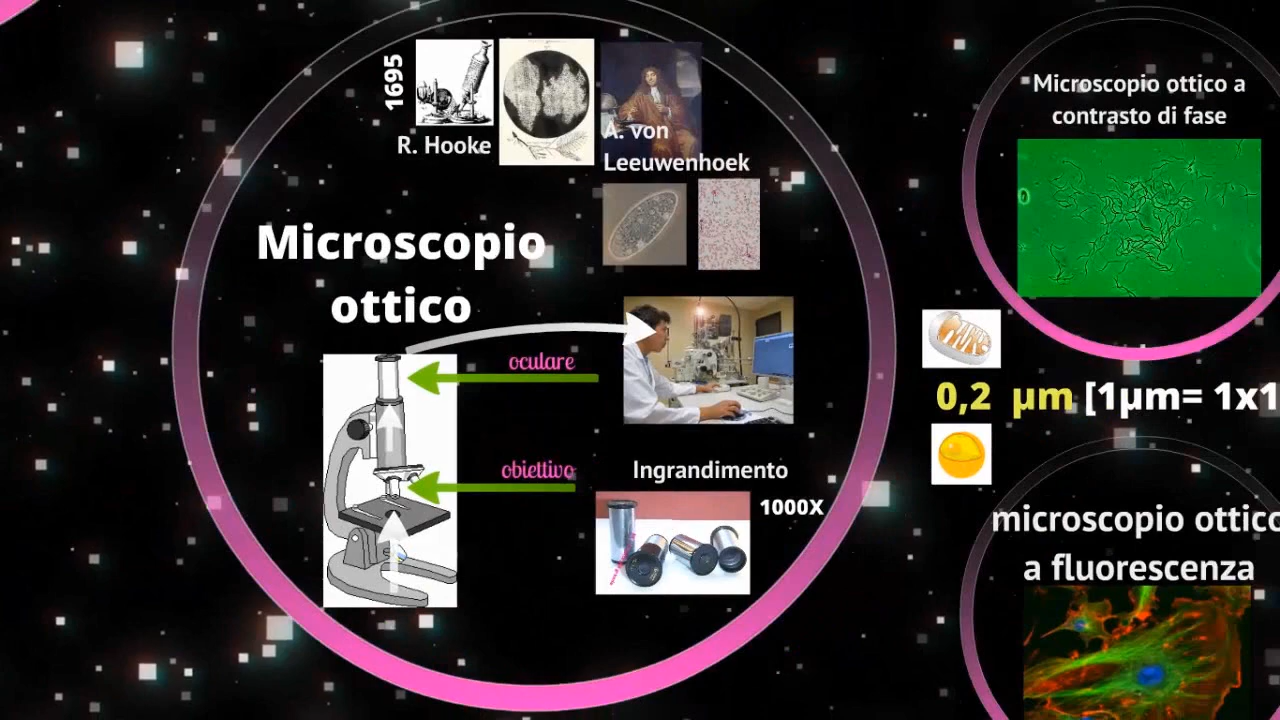 1695
R. Hooke
A. von
Leeuwenhoek
Microscopio
ottico
oculare
obiettivo
Ingrandimento
1000X
Microscopio ottico a
contrasto di fase
0,2 µm [1µm= 1x1
microscopio ottico
a fluorescenza